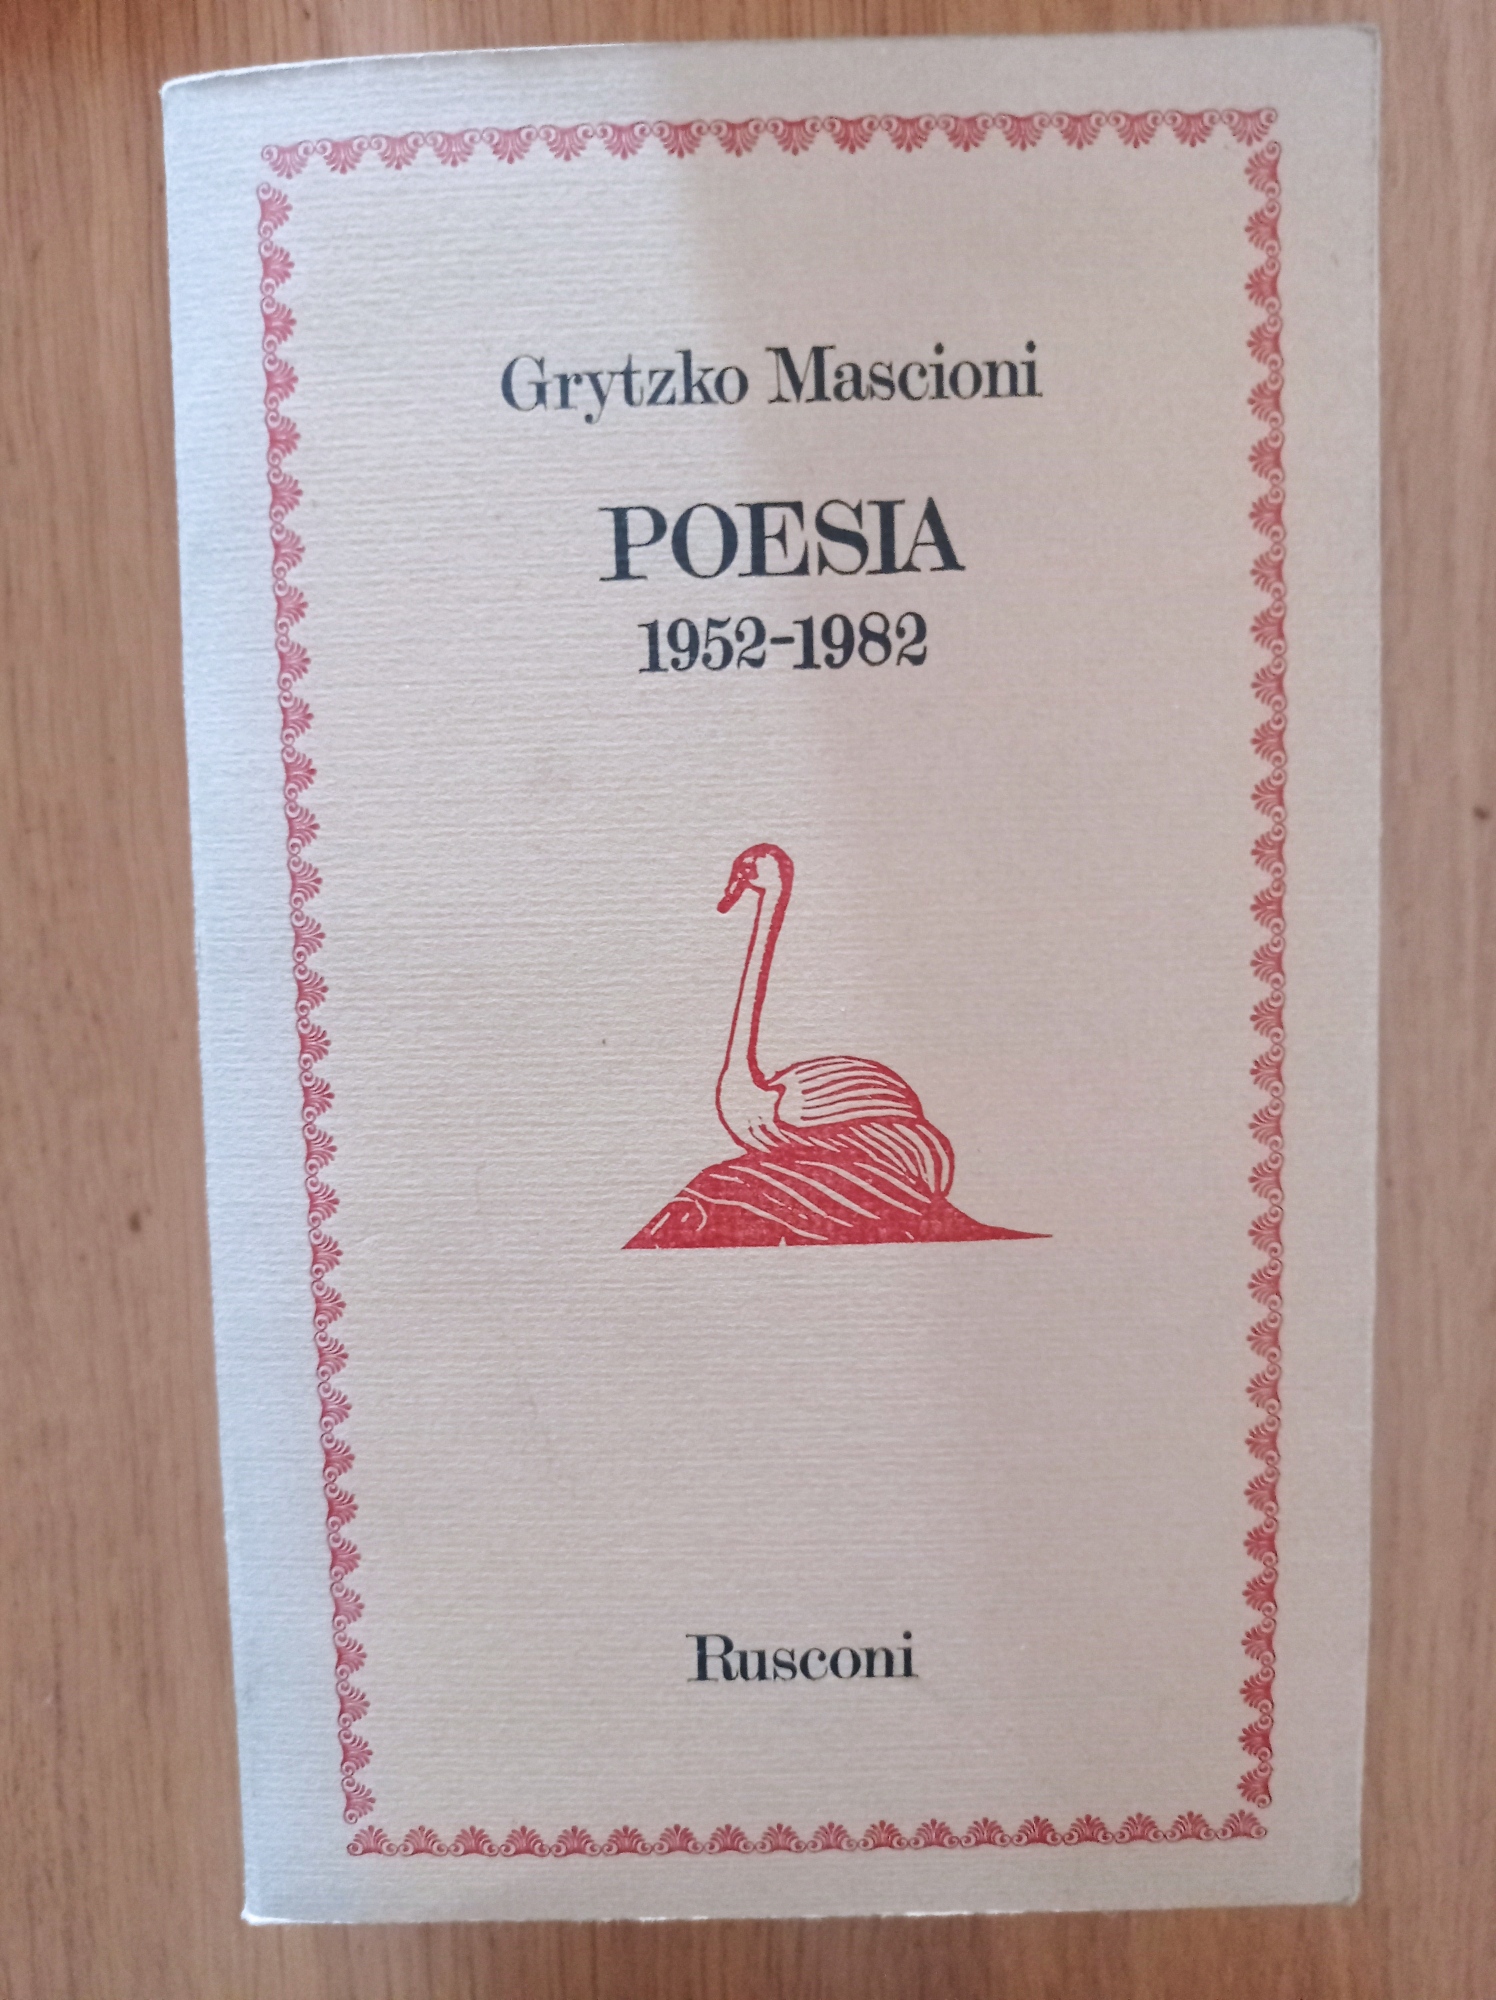 Grytzko Mascioni
POESIA
1952-1982
Rusconi